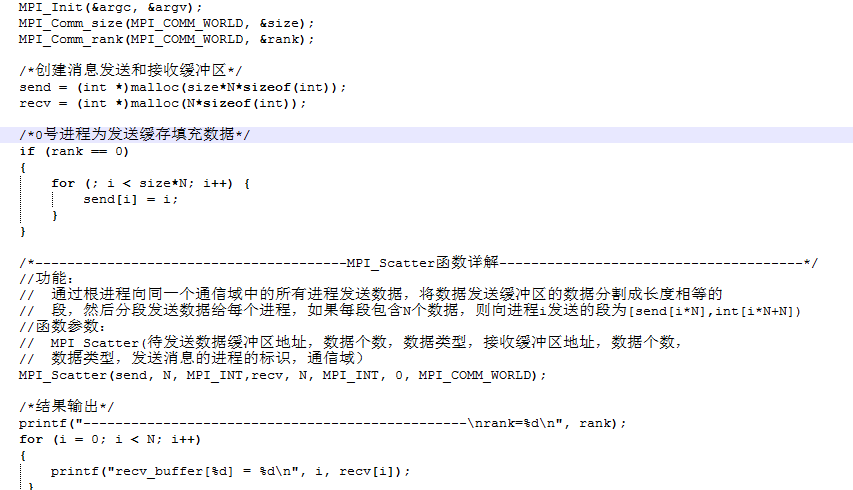 MPI_Init(&argc, &argv);
MPI_Comm_size(MPI_COMM_WORLD, &size);
MPI_Comm_rank(MPI_COMM_WORLD, &rank);
/*创建消息发送和接收缓冲区*/
send = (int *)malloc(size*N*sizeof(int));
recv = (int *)malloc(N*sizeof(int));
/*0号进程为发送缓存填充数据*/
if (rank == 0)
{
for (; i < size*N; i++) {
send[i] = i;
}
}
/*---------------------------------------MPI_Scatter函数详解--------------------------------------*/
//功能：
// 通过根进程向同一个通信域中的所有进程发送数据，将数据发送缓冲区的数据分割成长度相等的
// 段，然后分段发送数据给每个进程，如果每段包含N个数据，则向进程i发送的段为[send[i*N],int[i*N+N])
//函数参数：
// MPI_Scatter(待发送数据缓冲区地址，数据个数，数据类型，接收缓冲区地址，数据个数，
// 数据类型，发送消息的进程的标识，通信域）
MPI_Scatter(send, N, MPI_INT,recv, N, MPI_INT, 0, MPI_COMM_WORLD);
/*结果输出*/
printf("------------------------------------------------\nrank=%d\n", rank);
for (i = 0; i < N; i++)
{
printf("recv_buffer[%d] = %d\n", i, recv[i]);
}